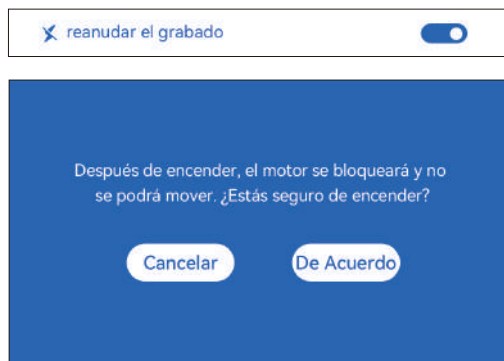 reanudar el grabado
Después de encender, el motor se bloqueará y no
se podrá mover. ¿Estás seguro de encender?
Cancelar
De Acuerdo